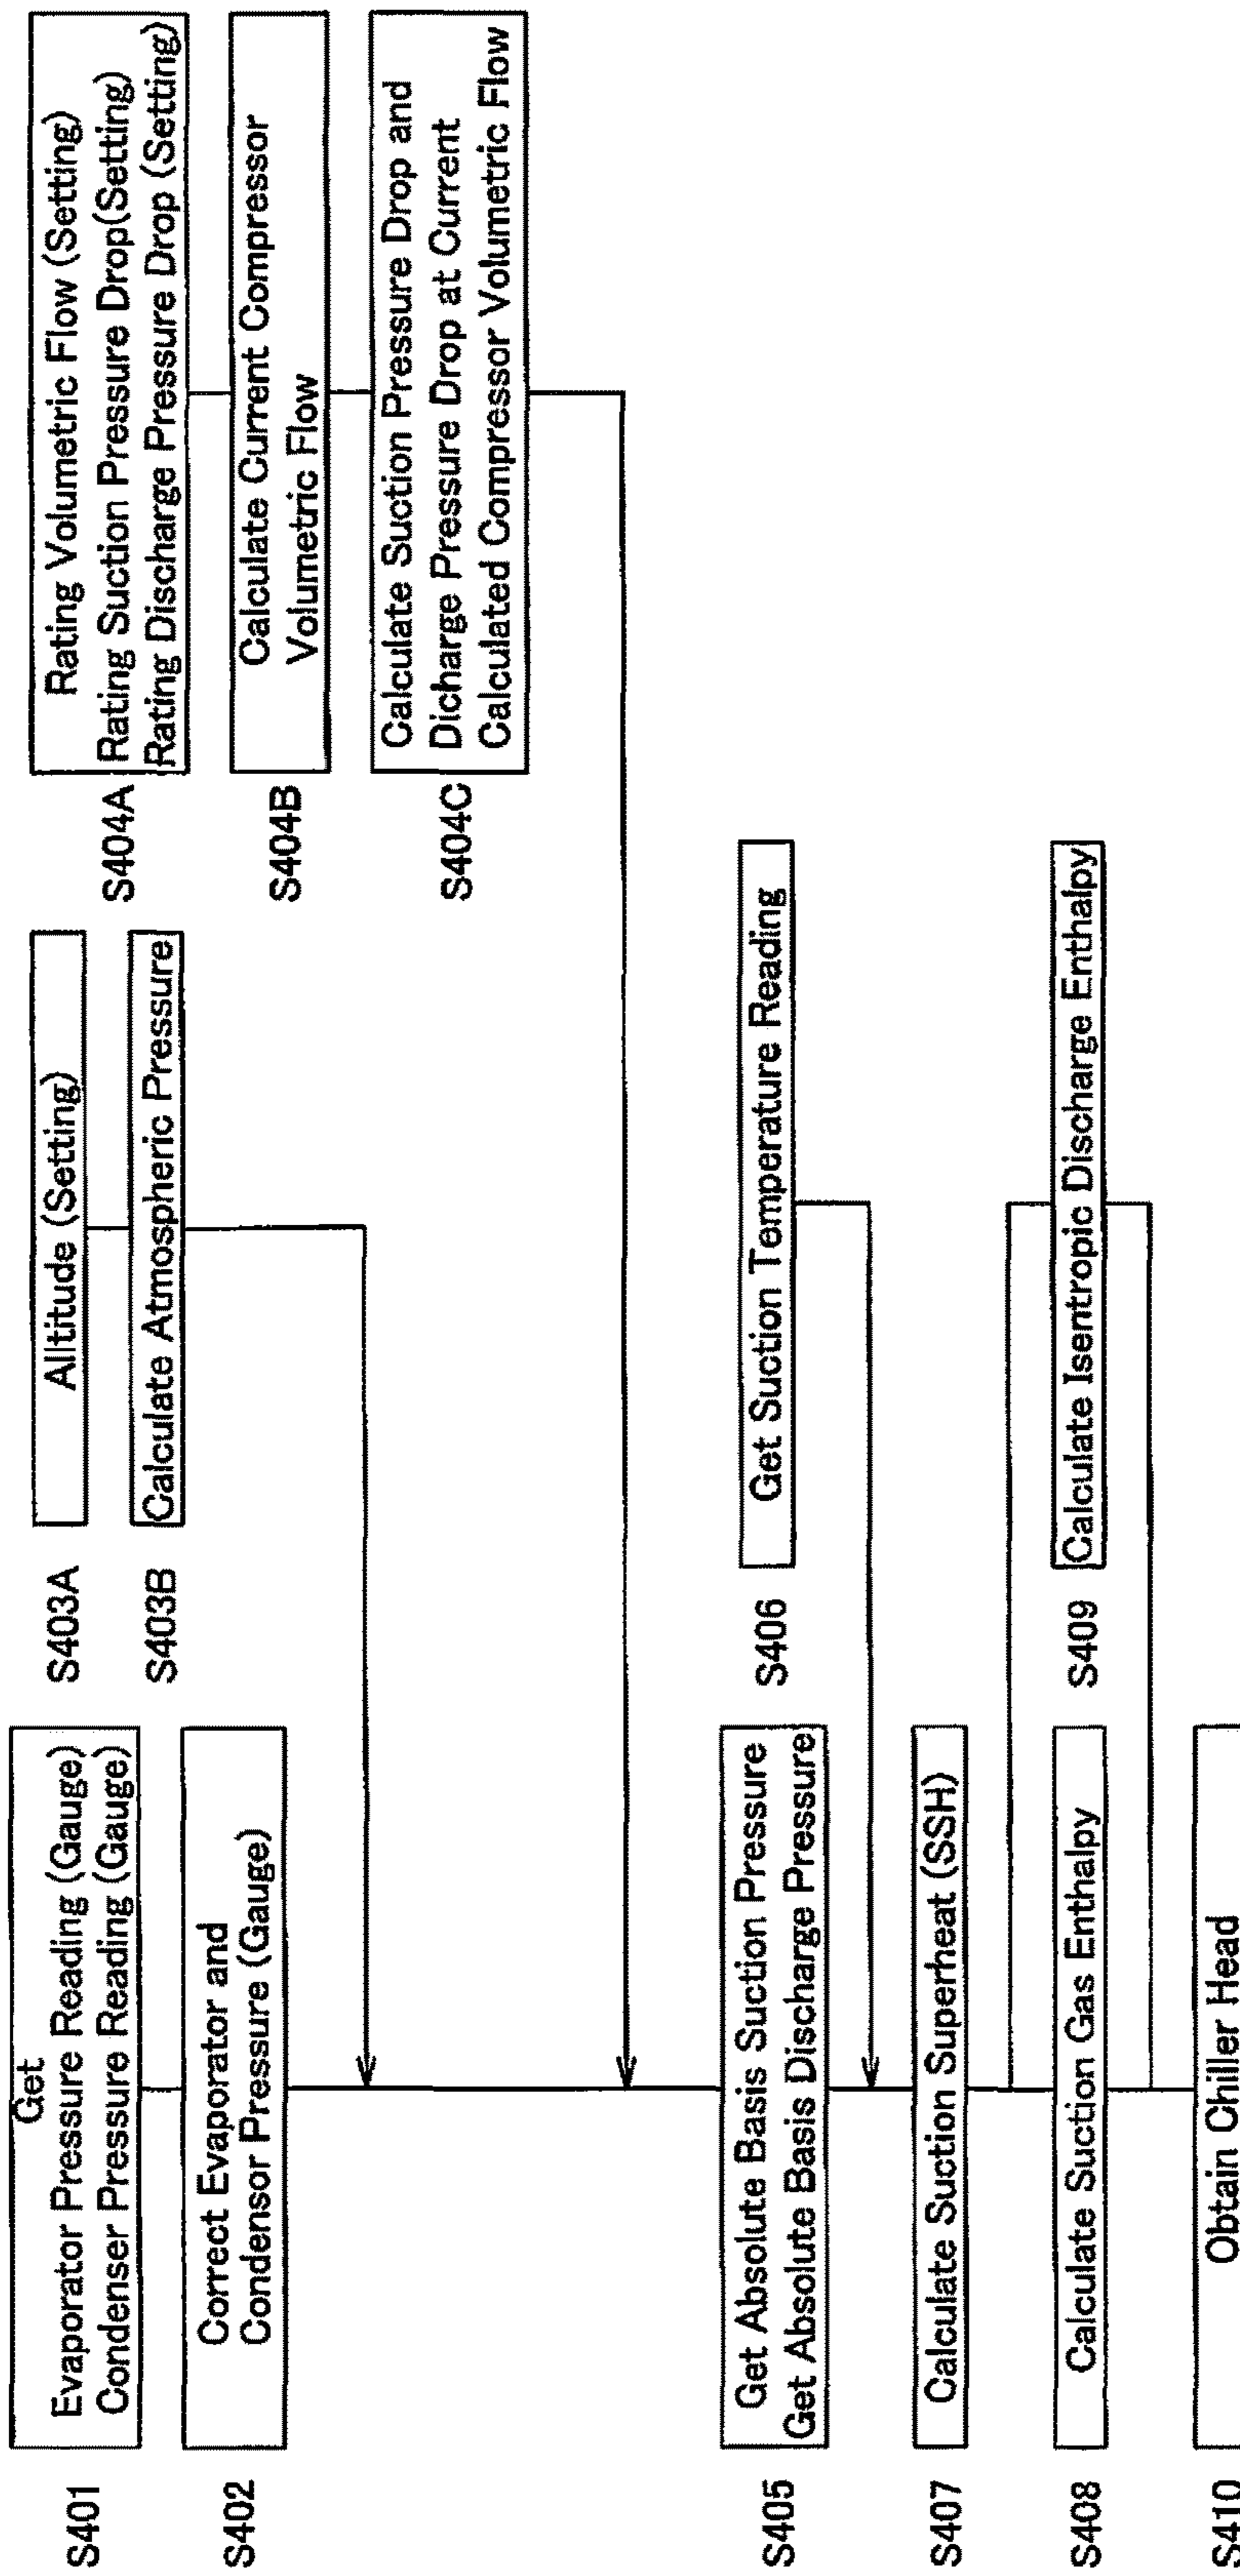 S401
Get
Evaporator Pressure Reading (Gauge)
Condenser Pressure Reading (Gauge)
S402
Correct Evaporator and
Condensor Pressure (Gauge)
S403A
Alltitude (Setting)
S403B
Calculate Atmospheric Pressure
S404A
Rating Volumetric Flow (Setting)
Rating Suction Pressure Drop(Setting)
Rating Discharge Pressure Drop (Setting)
S404B
Calculate Current Compressor
Volumetric Flow
S404C
Calculate Suction Pressure Drop and
Dicharge Pressure Drop at Current
Calculated Compressor Volumetric Flow
S405
Get Absolute Basis Suction Pressure
Get Absolute Basis Discharge Pressure
S406
Get Suction Temperature Reading
S407
Calculate Suction Superheat (SSH)
S408
Calculate Suction Gas Enthalpy
S409
Calculate Isentropic Discharge Enthalpy
S410
Obtain Chiller Head